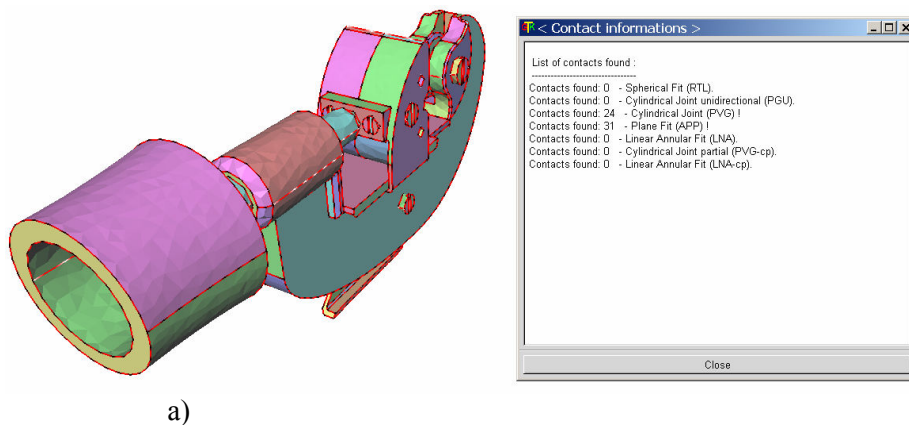 < Contact informations >
List of contacts found :
--------------------------------
Contacts found: 0 - Spherical Fit (RTL).
Contacts found: 0 - Cylindrical Joint unidirectional (PGU).
Contacts found: 24 - Cylindrical Joint (PVG) !
Contacts found: 31 - Plane Fit (APP) !
Contacts found: 0 - Linear Annular Fit (LNA).
Contacts found: 0 - Cylindrical Joint partial (PVG-cp).
Contacts found: 0 - Linear Annular Fit (LNA-cp).
Close
a)